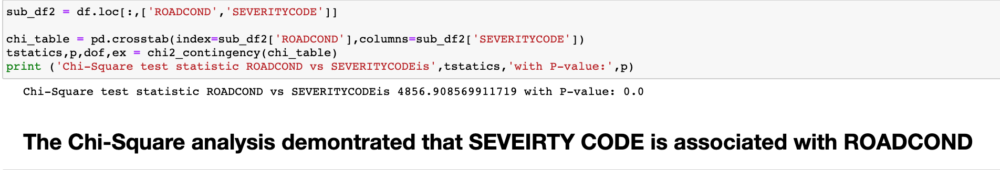 sub_df2 = df.loc[:,['ROADCOND','SEVERITYCODE']]
chi_table = pd.crosstab(index=sub_df2['ROADCOND'],columns=sub_df2['SEVERITYCODE'])
tstatics,p,dof,ex = chi2_contingency(chi_table)
print ('Chi-Square test statistic ROADCOND vs SEVERITYCODEis',tstatics,'with P-value:',p)
Chi-Square test statistic ROADCOND vs SEVERITYCODEis 4856.908569911719 with P-value: 0.0
The Chi-Square analysis demontrated that SEVEIRTY CODE is associated with ROADCOND